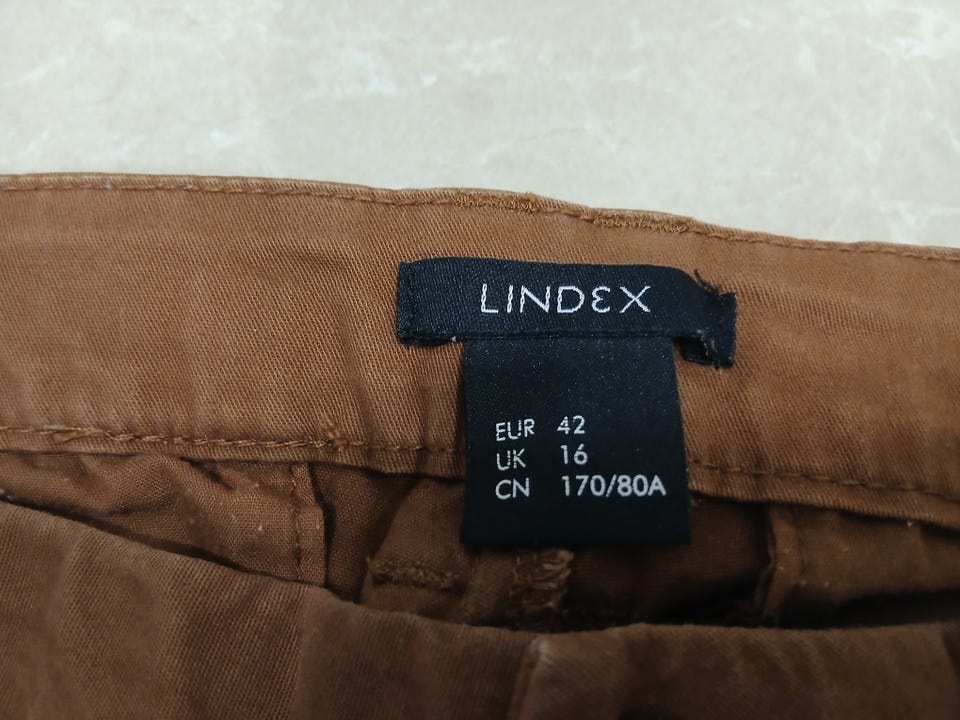 LINDEX
EUR 42
UK 16
CN 170/80A